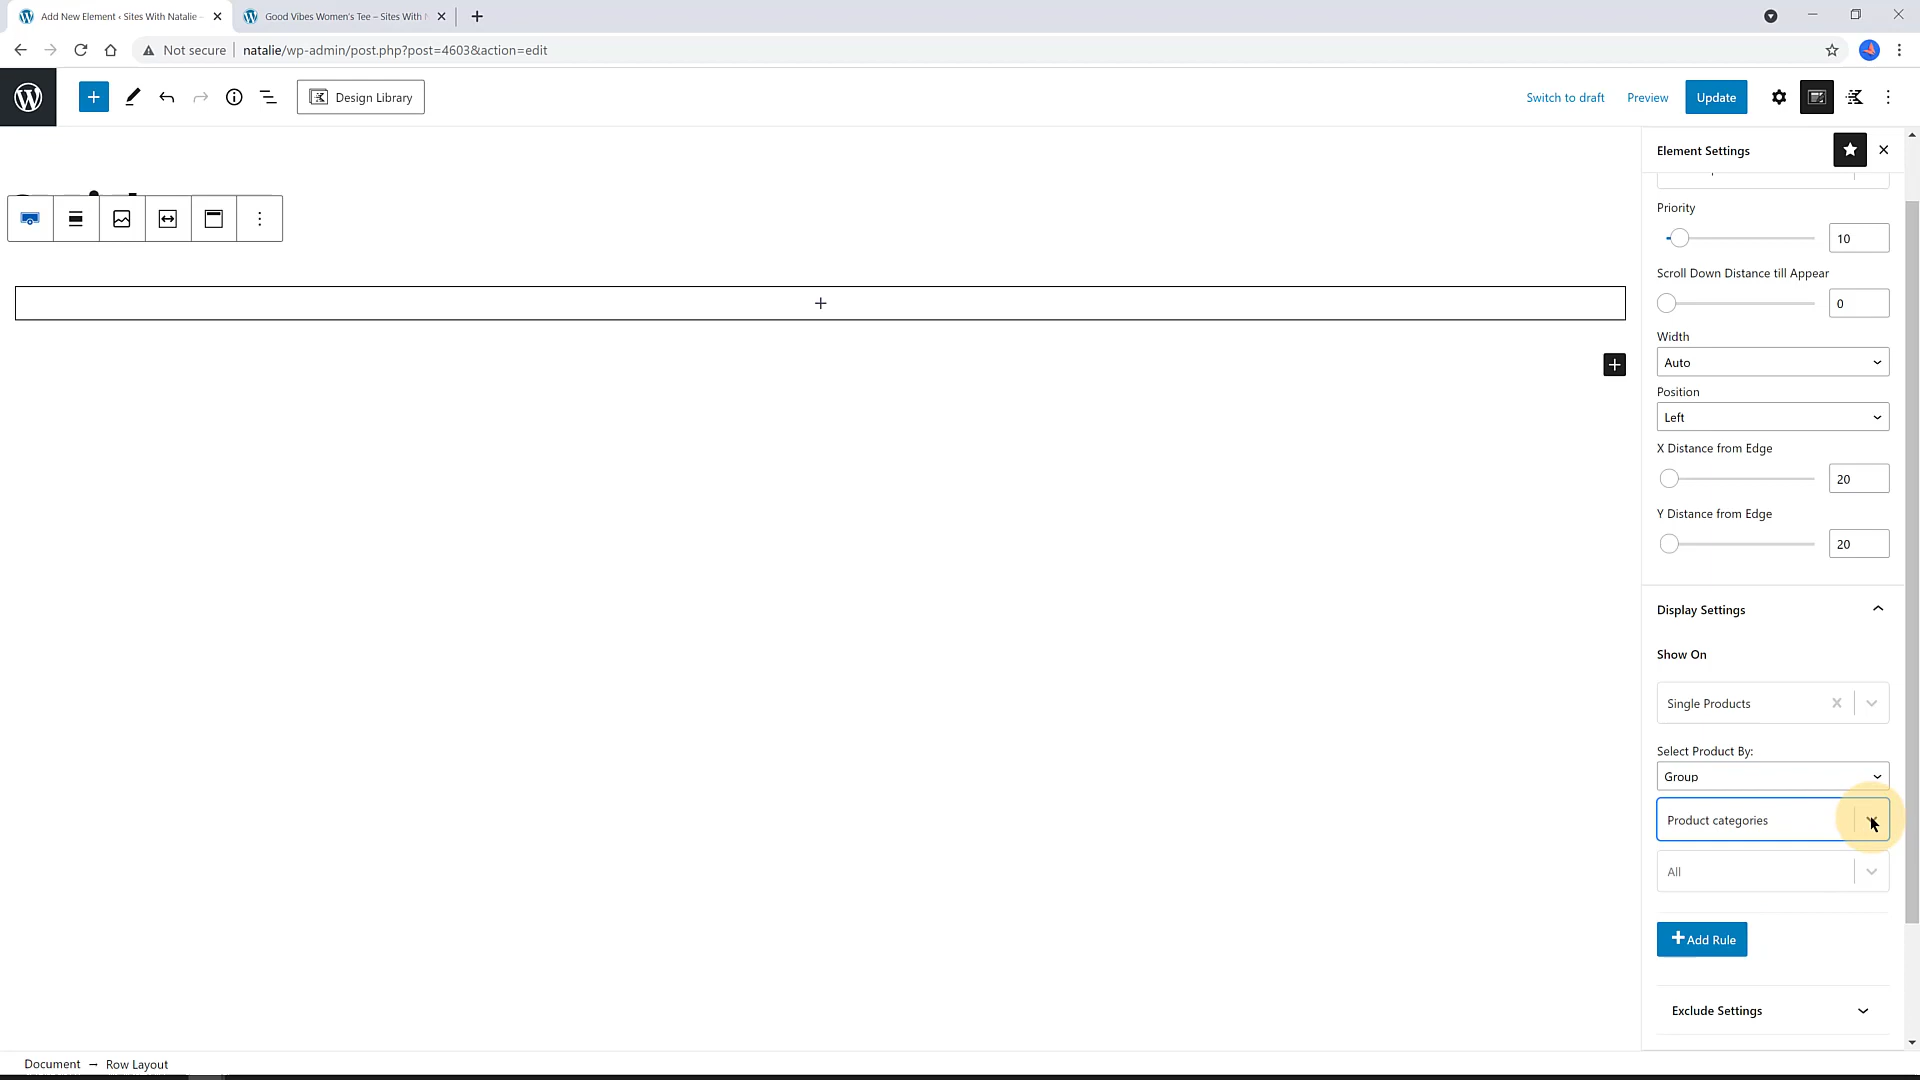 Add New Element ‹ Sites With Natalie –
Good Vibes Women's Tee – Sites With
Not secure
natalie/wp-admin/post.php?post=4603&action=edit
Design Library
Switch to draft
Preview
Update
Element Settings
Priority
10
Scroll Down Distance till Appear
0
Width
Auto
Position
Left
X Distance from Edge
20
Y Distance from Edge
20
Display Settings
Show On
Single Products
Select Product By:
Group
Product categories
All
Add Rule
Exclude Settings
Document → Row Layout